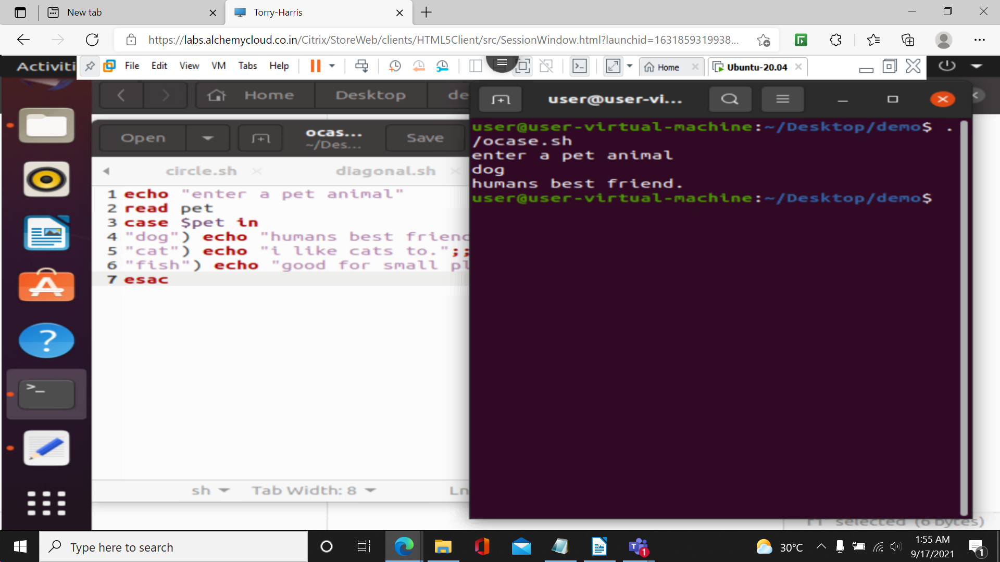 New tab
Torry-Harris
https://labs.alchemycloud.co.in/Citrix/StoreWeb/clients/HTML5Client/src/SessionWindow.html?launchid=1631859319938...
Activiti
File Edit View VM Tabs Help
Home
Ubuntu-20.04
Home Desktop de
user@user-vi...
Open
ocas...
~/Des...
Save
circle.sh
diagonal.sh
1 echo "enter a pet animal"
2 read pet
3 case $pet in
4 "dog") echo "humans best frienc
5 "cat") echo "i like cats to.";;
6 "fish") echo "good for small pl
7 esac
sh
Tab Width: 8
Ln
user@user-virtual-machine:~/Desktop/demo$ .
/ocase.sh
enter a pet animal
dog
humans best friend.
user@user-virtual-machine:~/Desktop/demo$
selected (6 bytes)
Type here to search
1
30°C
1:55 AM
9/17/2021
1